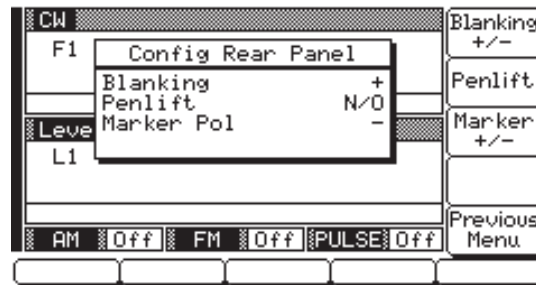 CW
F1
Config Rear Panel
Blanking +
Penlift N/O
Marker Pol -
Leve
L1
AM Off FM Off PULSE Off
Blanking
+/-
Penlift
Marker
+/-
Previous
Menu